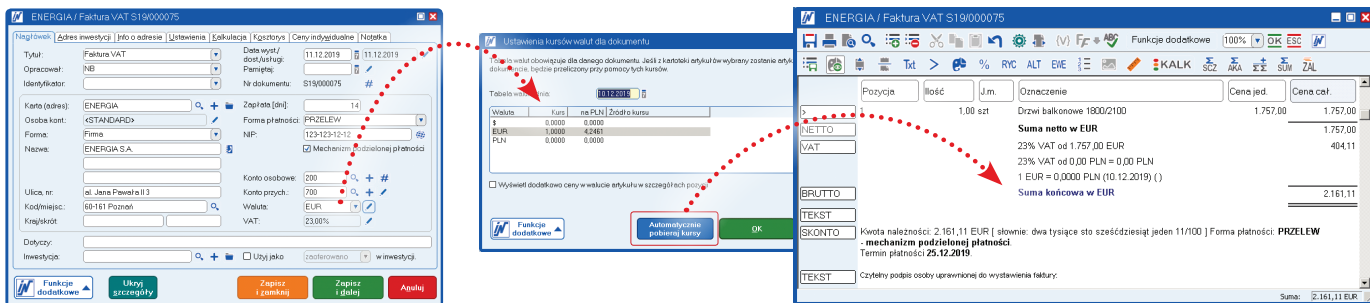 ENERGIA / Faktura VAT S19/000075
Nagłówek Adres inwestycji Info o adresie Ustawienia Kalkulacja Kosztorys Ceny indywidualne Notatka
Tytuł: Faktura VAT Data wyst./ dost./usługi: 11.12.2019 11.12.2019
Opracował: NB Pamiętaj:
Identyfikator: Nr dokumentu: S19/000075 #
Karta (adres): ENERGIA Zapłata [dni]: 14
Osoba kont.: <STANDARD> Forma płatności: PRZELEW
Forma: Firma NIP: 123-123-12-12
Nazwa: ENERGIA S.A. Mechanizm podzielonej płatności
Konto osobowe: 200
Ulica, nr: al. Jana Pawała II 3 Konto przych.: 700
Kod/miejsc.: 60-161 Poznań Waluta: EUR
Kraj/skrót VAT: 23,00%
Dotyczy:
Inwestycja: Użyj jako zaoferowano w inwestycji.
Funkcje dodatkowe
Ukryj szczegóły
Zapisz i zamknij
Zapisz i dalej
Anuluj
Ustawienia kursów walut dla dokumentu
Tabela walut obowiązuje dla danego dokumentu. Jeśli z kartoteki artykułów wybrany zostanie artykuł
dokumencie, będzie przeliczony przy pomocy tych kursów.
Tabela walut z dnia: 10.12.2019
Waluta Kurs na PLN Źródło kursu
$ 0,0000 0,0000
EUR 1,0000 4,2461
PLN 0,0000 0,0000
Wyświetl dodatkowo ceny w walucie artykułu w szczegółach pozycji
Funkcje dodatkowe
Automatycznie pobieraj kursy
OK
ENERGIA / Faktura VAT S19/000075
Funkcje dodatkowe 100% OK ESC
Txt > % RYC ALT EWE KALK SCZ AKA SUM ZAL
Pozycja Ilość J.m. Oznaczenie Cena jed. Cena cał.
> 1 1,00 szt Drzwi balkonowe 1800/2100 1.757,00 1.757,00
NETTO Suma netto w EUR 1.757,00
VAT 23% VAT od 1.757,00 EUR 404,11
23% VAT od 0,00 PLN = 0,00 PLN
1 EUR = 0,0000 PLN (10.12.2019) ( )
BRUTTO Suma końcowa w EUR 2.161,11
TEKST
SKONTO Kwota należności: 2.161,11 EUR [ słownie: dwa tysiące sto sześćdziesiąt jeden 11/100 ] Forma płatności: PRZELEW
- mechanizm podzielonej płatności.
Termin płatności 25.12.2019.
TEKST Czytelny podpis osoby uprawnionej do wystawienia faktury:
Suma: 2.161,11 EUR